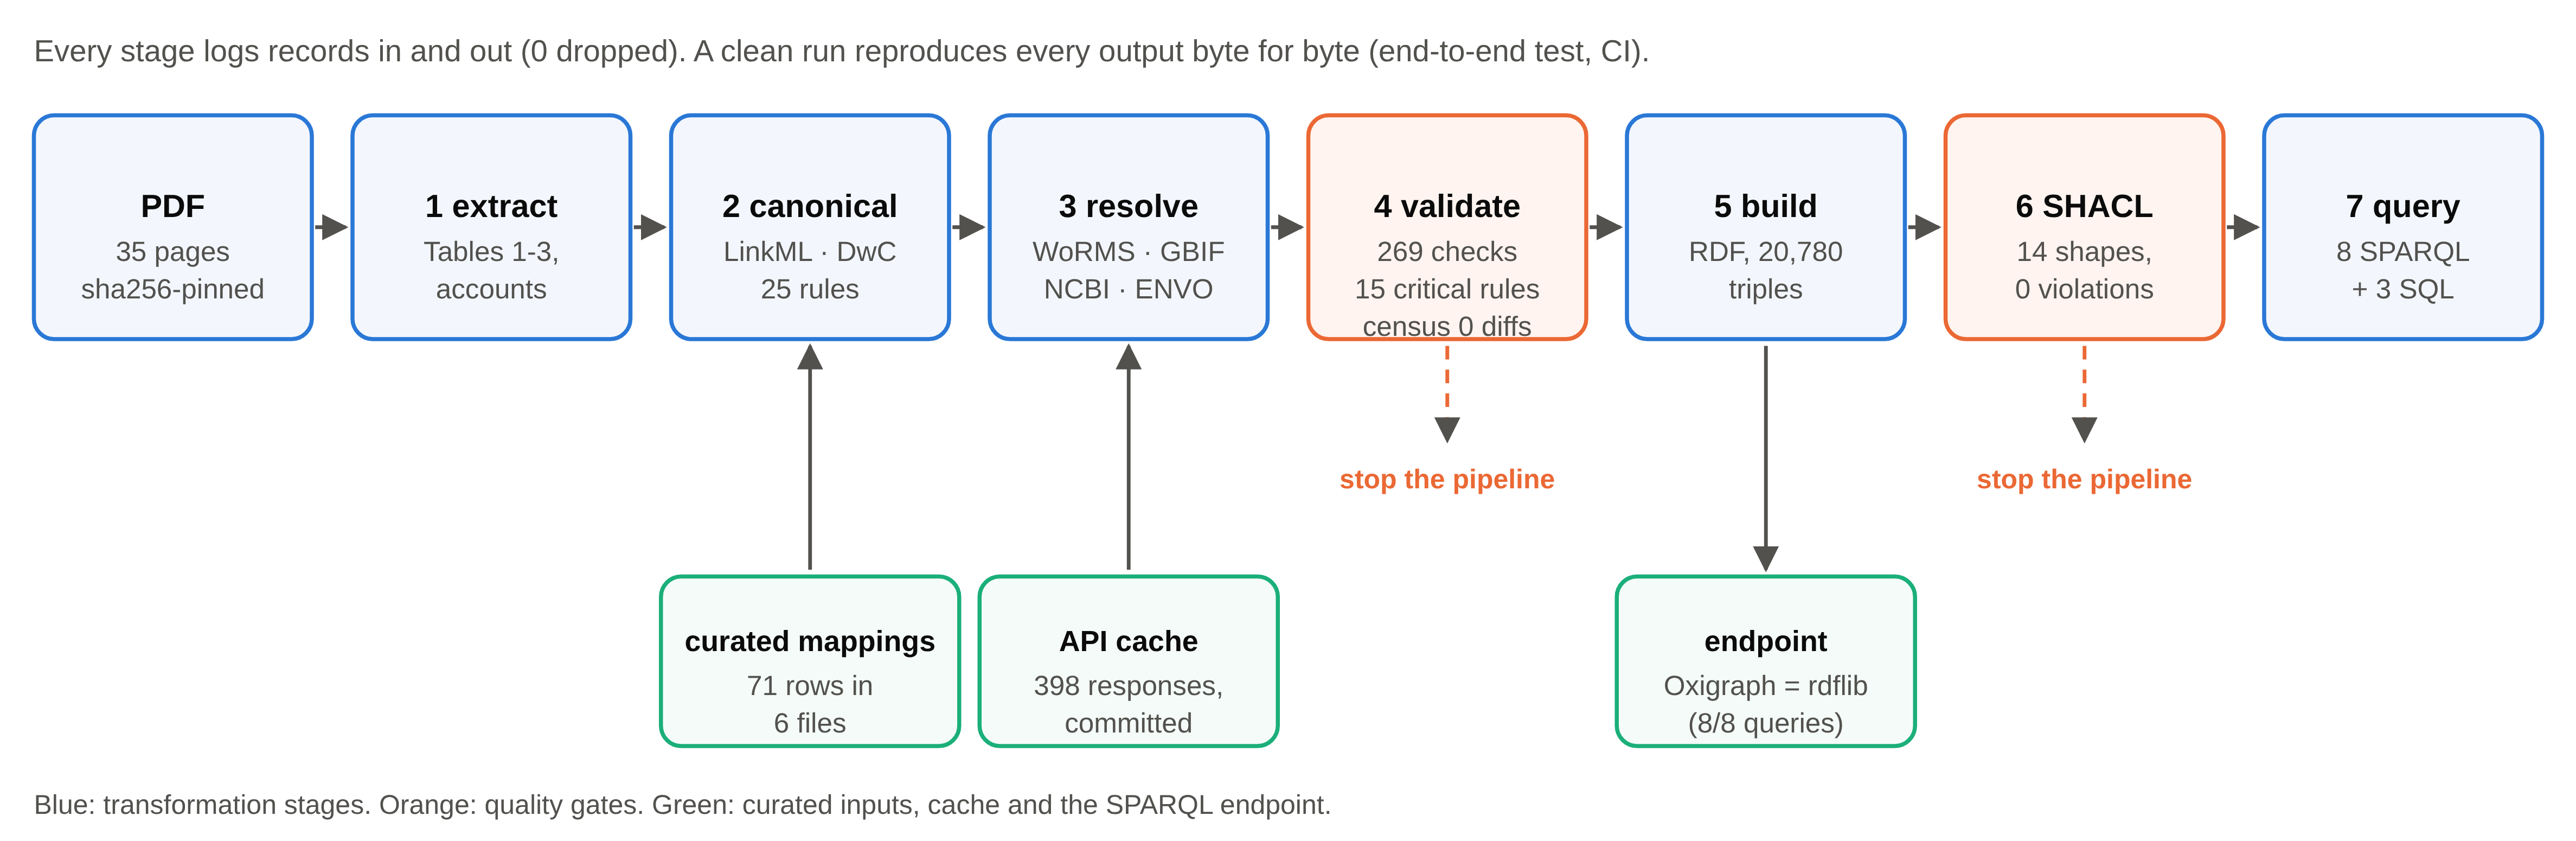 Every stage logs records in and out (0 dropped). A clean run reproduces every output byte for byte (end-to-end test, CI).
PDF
35 pages
sha256-pinned
1 extract
Tables 1-3,
accounts
2 canonical
LinkML · DwC
25 rules
3 resolve
WoRMS · GBIF
NCBI · ENVO
4 validate
269 checks
15 critical rules
census 0 diffs
5 build
RDF, 20,780
triples
6 SHACL
14 shapes,
0 violations
7 query
8 SPARQL
+ 3 SQL
stop the pipeline
stop the pipeline
curated mappings
71 rows in
6 files
API cache
398 responses,
committed
endpoint
Oxigraph = rdflib
(8/8 queries)
Blue: transformation stages. Orange: quality gates. Green: curated inputs, cache and the SPARQL endpoint.